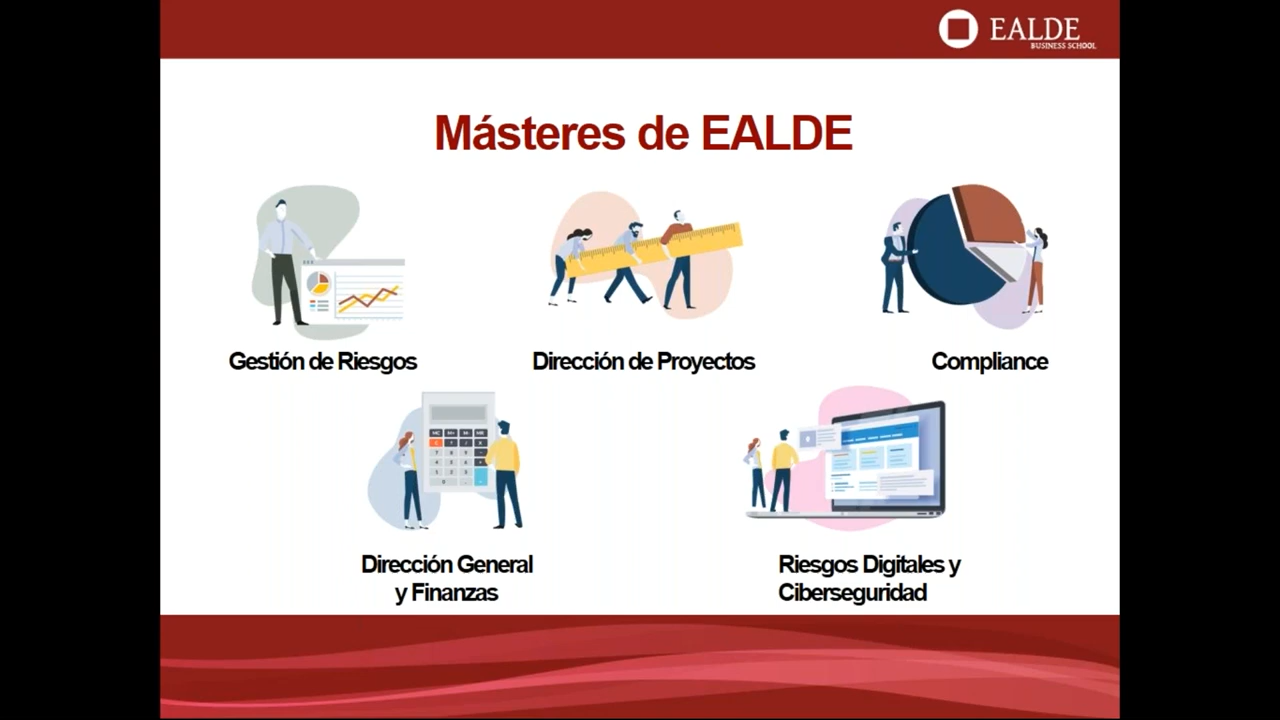 EALDE
BUSINESS SCHOOL
Másteres de EALDE
Gestión de Riesgos
Dirección de Proyectos
Compliance
Dirección General
y Finanzas
Riesgos Digitales y
Ciberseguridad